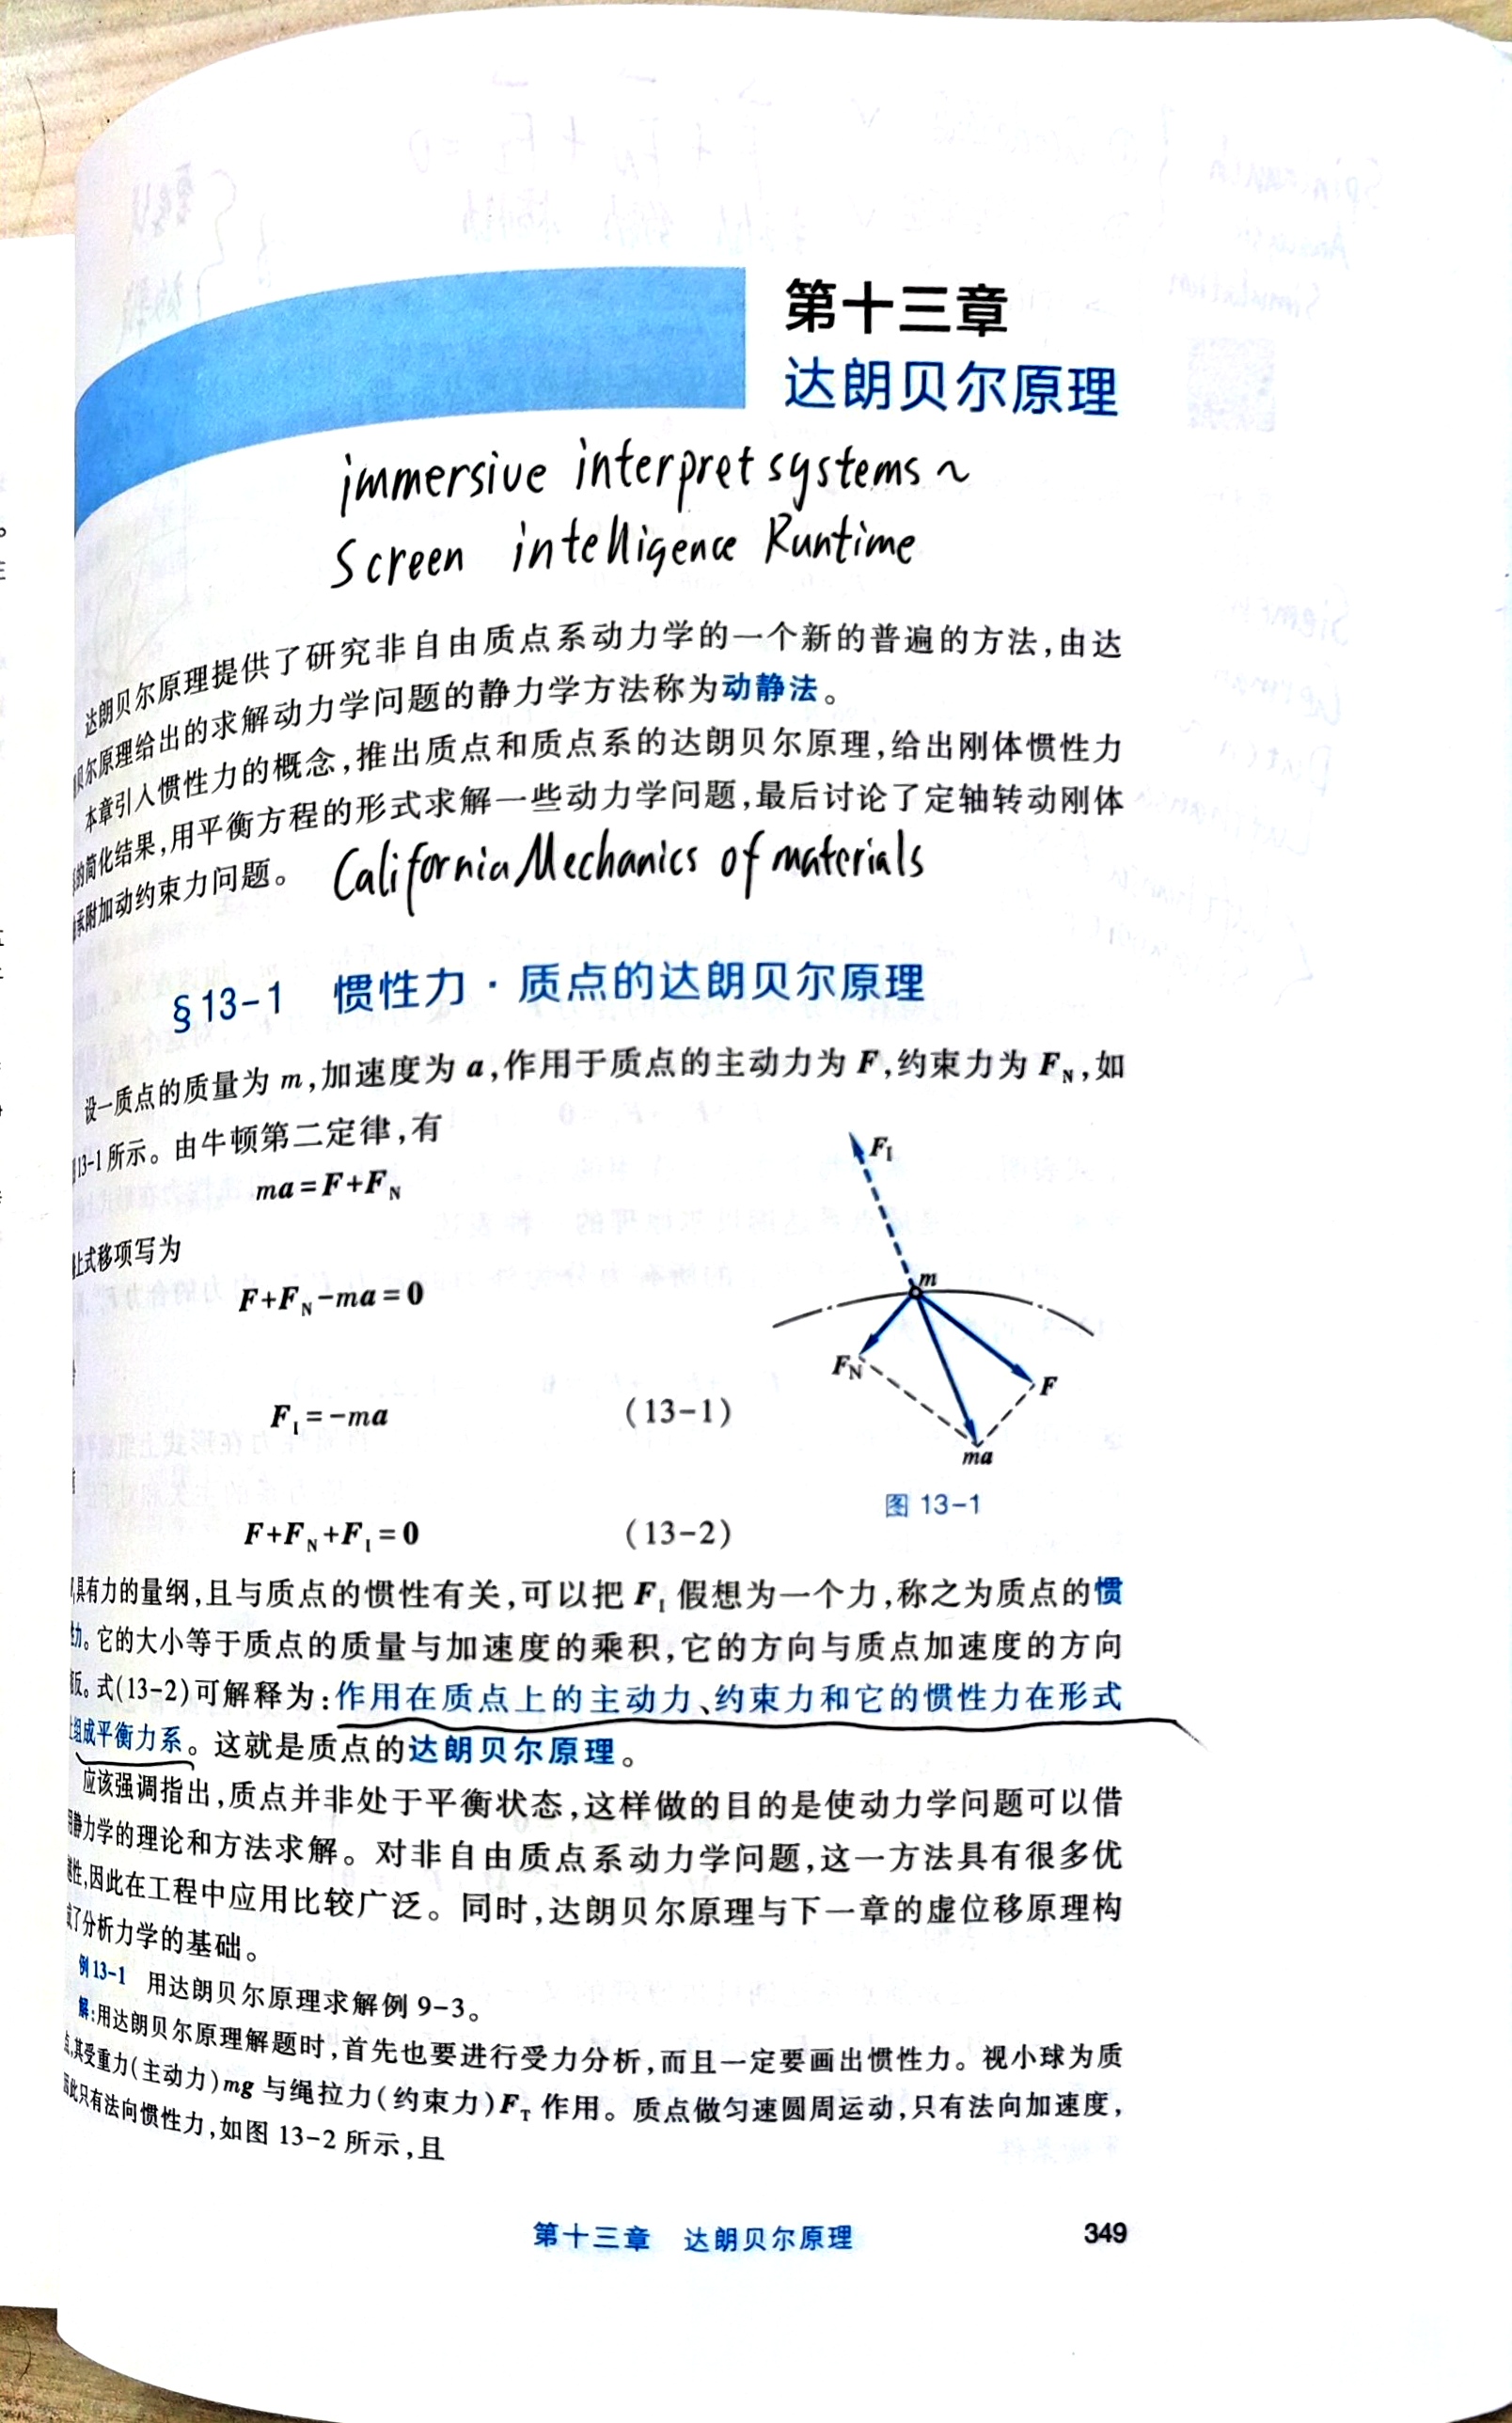 第十三章
达朗贝尔原理
immersive interpret systems ~
Screen intelligence Runtime
达朗贝尔原理提供了研究非自由质点系动力学的一个新的普遍的方法,由达
贝尔原理给出的求解动力学问题的静力学方法称为动静法。
本章引入惯性力的概念,推出质点和质点系的达朗贝尔原理,给出刚体惯性力
的简化结果,用平衡方程的形式求解一些动力学问题,最后讨论了定轴转动刚体
承附加动约束力问题。
California Mechanics of materials
§13-1 惯性力·质点的达朗贝尔原理
设一质点的质量为 m,加速度为 a,作用于质点的主动力为 F,约束力为 F_N,如
13-1 所示。由牛顿第二定律,有
ma=F+F_N
上式移项写为
F+F_N-ma=0
F_I=-ma (13-1)
F+F_N+F_I=0 (13-2)
F_I
m
F_N
F
ma
图 13-1
具有力的量纲,且与质点的惯性有关,可以把 F_I 假想为一个力,称之为质点的惯
力。它的大小等于质点的质量与加速度的乘积,它的方向与质点加速度的方向
反。式(13-2)可解释为:作用在质点上的主动力、约束力和它的惯性力在形式
上组成平衡力系。这就是质点的达朗贝尔原理。
应该强调指出,质点并非处于平衡状态,这样做的目的是使动力学问题可以借
静力学的理论和方法求解。对非自由质点系动力学问题,这一方法具有很多优
性,因此在工程中应用比较广泛。同时,达朗贝尔原理与下一章的虚位移原理构
了分析力学的基础。
例 13-1 用达朗贝尔原理求解例 9-3。
解:用达朗贝尔原理解题时,首先也要进行受力分析,而且一定要画出惯性力。视小球为质
点,其受重力(主动力)mg 与绳拉力(约束力)F_T 作用。质点做匀速圆周运动,只有法向加速度,
因此只有法向惯性力,如图 13-2 所示,且
第十三章 达朗贝尔原理 349